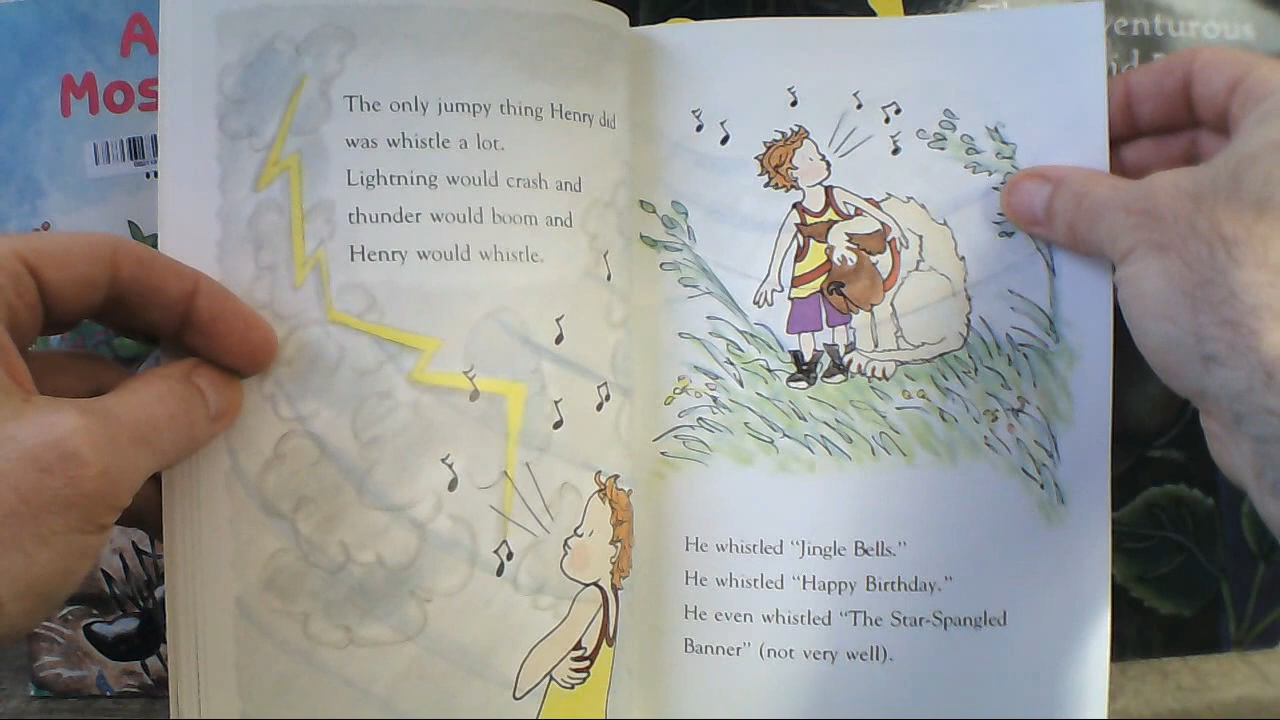 A
Mos
The only jumpy thing Henry did
was whistle a lot.
Lightning would crash and
thunder would boom and
Henry would whistle.
He whistled “Jingle Bells.”
He whistled “Happy Birthday.”
He even whistled “The Star-Spangled
Banner” (not very well).
venturous